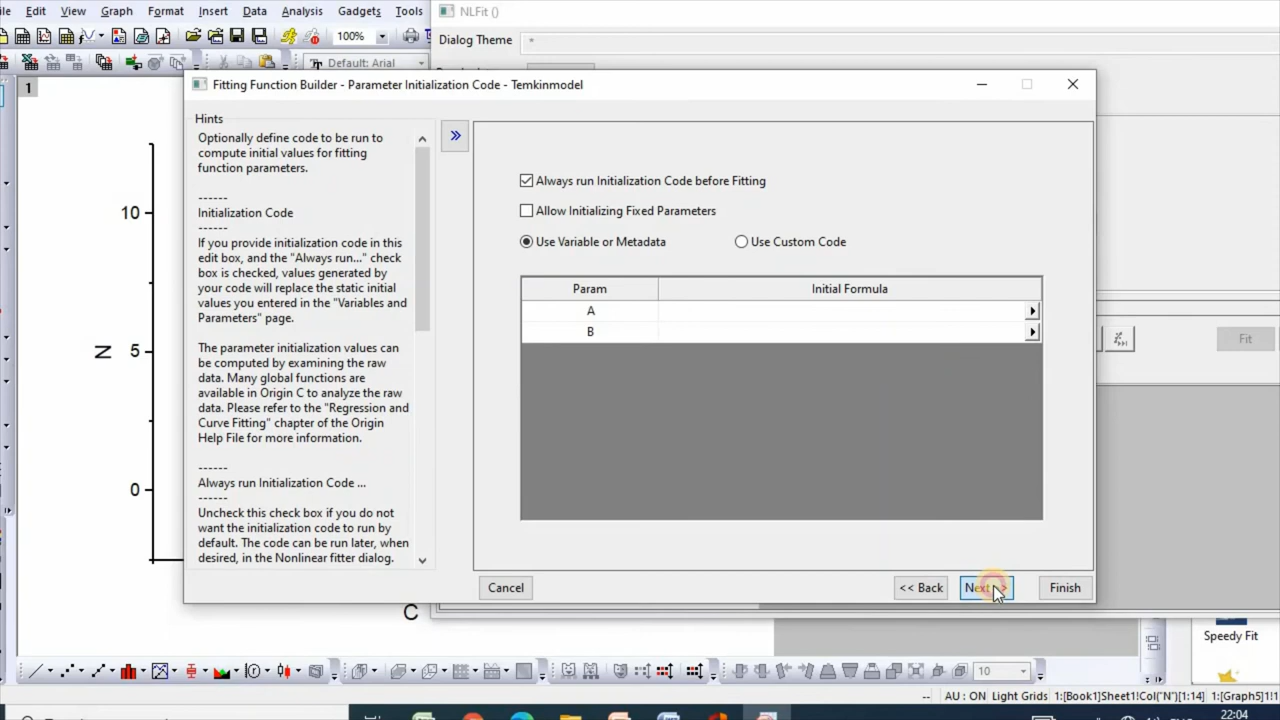 Edit View Graph Format Insert Data Analysis Gadgets Tools
NLFit ()
100%
Dialog Theme *
Default: Arial
1
Fitting Function Builder - Parameter Initialization Code - Temkinmodel
Hints
Optionally define code to be run to
compute initial values for fitting
function parameters.
------
Initialization Code
------
If you provide initialization code in this
edit box, and the "Always run..." check
box is checked, values generated by
your code will replace the static initial
values you entered in the "Variables and
Parameters" page.
The parameter initialization values can
be computed by examining the raw
data. Many global functions are
available in Origin C to analyze the raw
data. Please refer to the "Regression and
Curve Fitting" chapter of the Origin
Help File for more information.
------
Always run Initialization Code ...
------
Uncheck this check box if you do not
want the initialization code to run by
default. The code can be run later, when
desired, in the Nonlinear fitter dialog.
Always run Initialization Code before Fitting
Allow Initializing Fixed Parameters
Use Variable or Metadata
Use Custom Code
Param Initial Formula
A
B
Cancel
<< Back
Next >>
Finish
Fit
10
N 5
0
C
Speedy Fit
10
AU : ON Light Grids 1:[Book1]Sheet1!Col("N")[1:14] 1:[Graph5]1!1
22:04